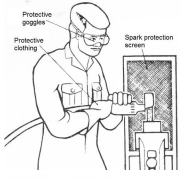 Protective
goggles
Protective
clothing
Spark protection
screen